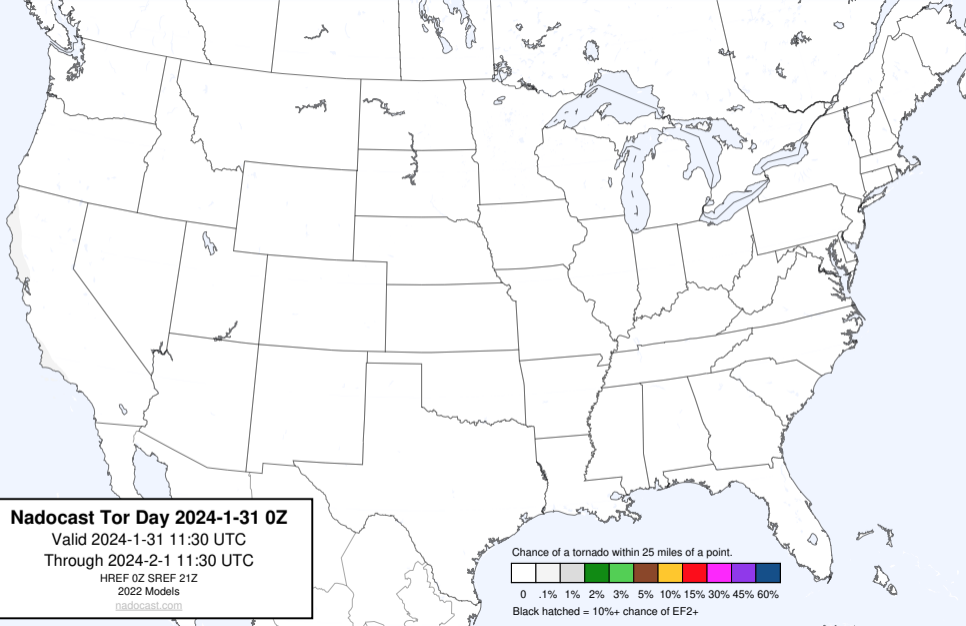 Nadocast Tor Day 2024-1-31 0Z
Valid 2024-1-31 11:30 UTC
Through 2024-2-1 11:30 UTC
HREF 0Z SREF 21Z
2022 Models
nadocast.com
Chance of a tornado within 25 miles of a point.
0 .1% 1% 2% 3% 5% 10% 15% 30% 45% 60%
Black hatched = 10%+ chance of EF2+